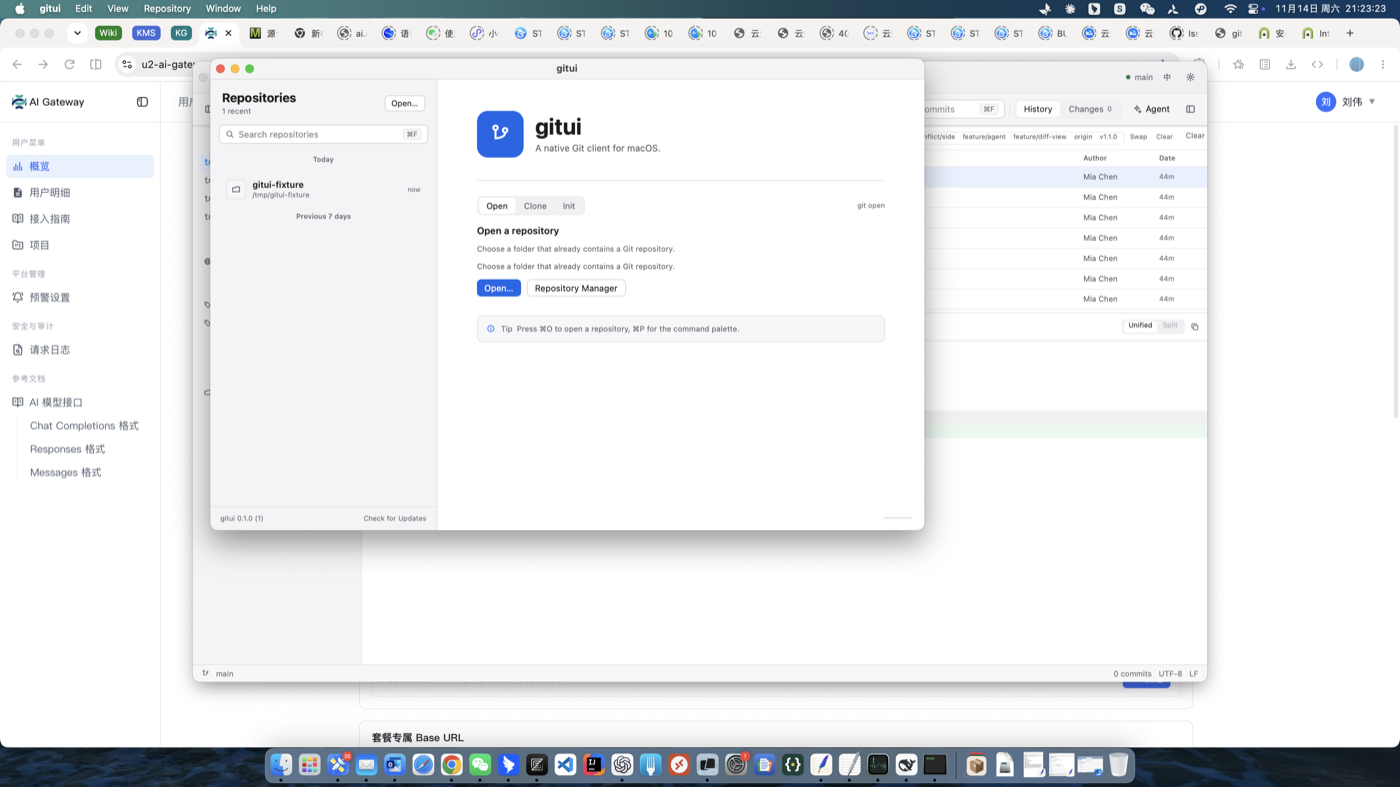 gitui Edit View Repository Window Help
11月14日 周六 21:23:23
Wiki KMS KG
u2-ai-gatew
AI Gateway
用户菜单
概览
用户明细
接入指南
项目
平台管理
预警设置
安全与审计
请求日志
参考文档
AI 模型接口
Chat Completions 格式
Responses 格式
Messages 格式
刘 刘伟
gitui
Repositories
1 recent
Open...
Search repositories ⌘F
Today
gitui-fixture
/tmp/gitui-fixture
now
Previous 7 days
gitui 0.1.0 (1)
Check for Updates
gitui
A native Git client for macOS.
Open Clone Init
git open
Open a repository
Choose a folder that already contains a Git repository.
Choose a folder that already contains a Git repository.
Open... Repository Manager
Tip Press ⌘O to open a repository, ⌘P for the command palette.
main 中
ommits ⌘F History Changes 0 Agent
nflict/side feature/agent feature/diff-view origin v1.1.0 Swap Clear Clear
Author Date
Mia Chen 44m
Mia Chen 44m
Mia Chen 44m
Mia Chen 44m
Mia Chen 44m
Mia Chen 44m
Mia Chen 44m
Unified Split
main
0 commits UTF-8 LF
套餐专属 Base URL